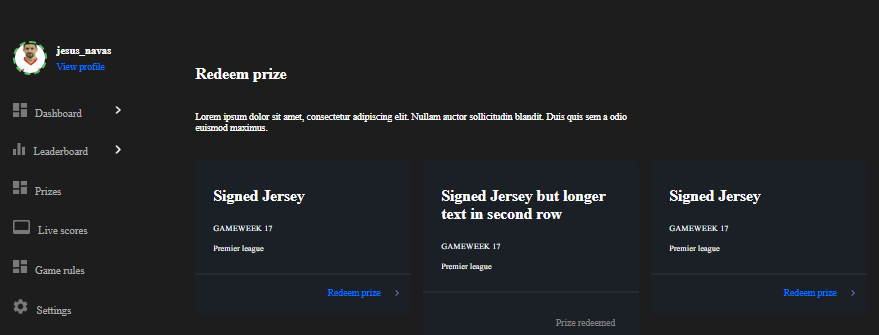 jesus_navas
View profile
Dashboard
Leaderboard
Prizes
Live scores
Game rules
Settings
Redeem prize
Lorem ipsum dolor sit amet, consectetur adipiscing elit. Nullam auctor sollicitudin blandit. Duis quis sem a odio
euismod maximus.
Signed Jersey
GAMEWEEK 17
Premier league
Redeem prize
Signed Jersey but longer
text in second row
GAMEWEEK 17
Premier league
Prize redeemed
Signed Jersey
GAMEWEEK 17
Premier league
Redeem prize